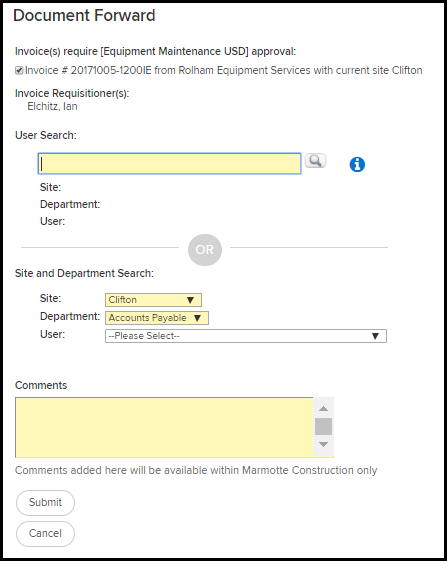 Document Forward
Invoice(s) require [Equipment Maintenance USD] approval:
Invoice # 20171005-1200IE from Rolham Equipment Services with current site Clifton
Invoice Requisitioner(s):
Elchitz, Ian
User Search:
Site:
Department:
User:
OR
Site and Department Search:
Site: Clifton
Department: Accounts Payable
User: --Please Select--
Comments
Comments added here will be available within Marmotte Construction only
Submit
Cancel